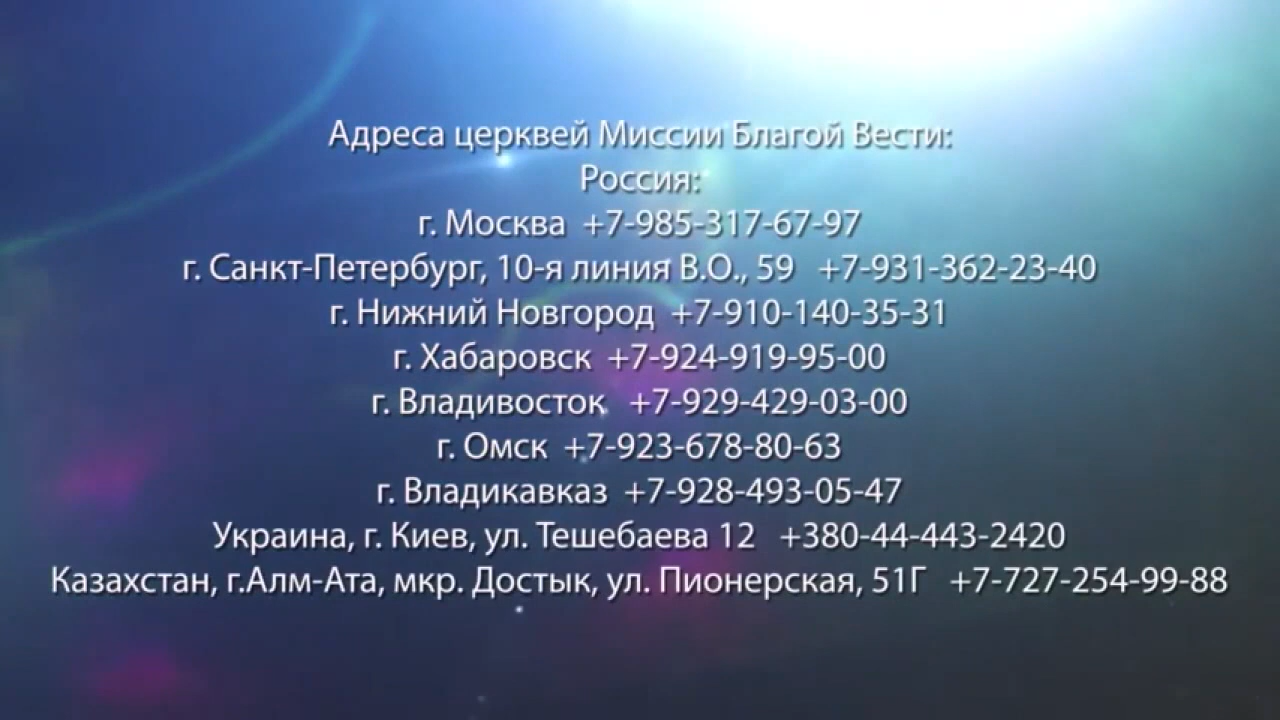 Адреса церквей Миссии Благой Вести:
Россия:
г. Москва +7-985-317-67-97
г. Санкт-Петербург, 10-я линия В.О., 59 +7-931-362-23-40
г. Нижний Новгород +7-910-140-35-31
г. Хабаровск +7-924-919-95-00
г. Владивосток +7-929-429-03-00
г. Омск +7-923-678-80-63
г. Владикавказ +7-928-493-05-47
Украина, г. Киев, ул. Тешебаева 12 +380-44-443-2420
Казахстан, г.Алм-Ата, мкр. Достык, ул. Пионерская, 51Г +7-727-254-99-88